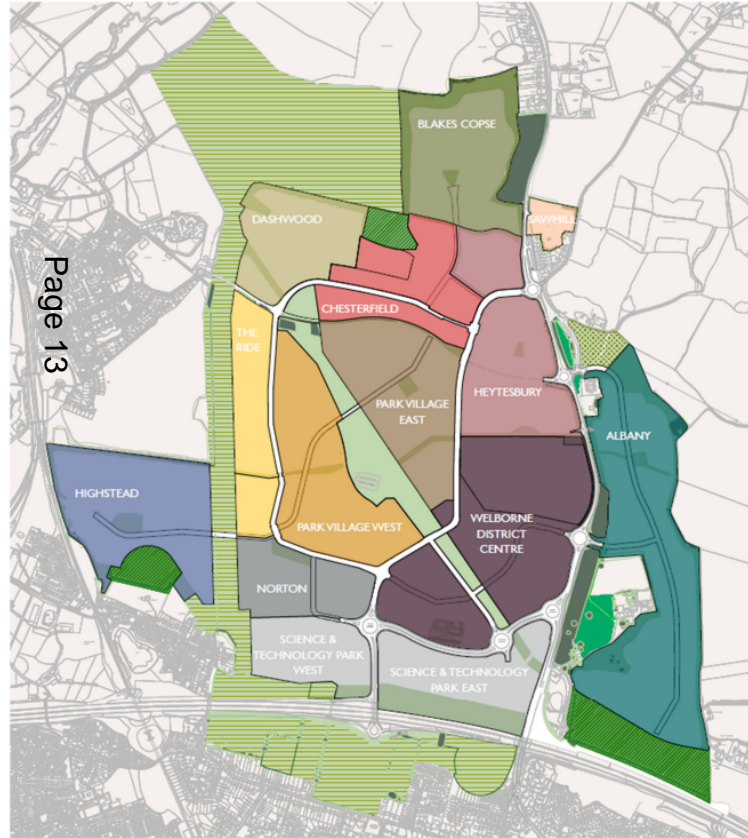 BLAKES COPSE
DASHWOOD
SAWMILL
Page 13
CHESTERFIELD
THE
RIDE
PARK VILLAGE
EAST
HEYTESBURY
ALBANY
HIGHSTEAD
PARK VILLAGE WEST
WELBORNE
DISTRICT
CENTRE
NORTON
SCIENCE &
TECHNOLOGY PARK
WEST
SCIENCE & TECHNOLOGY
PARK EAST